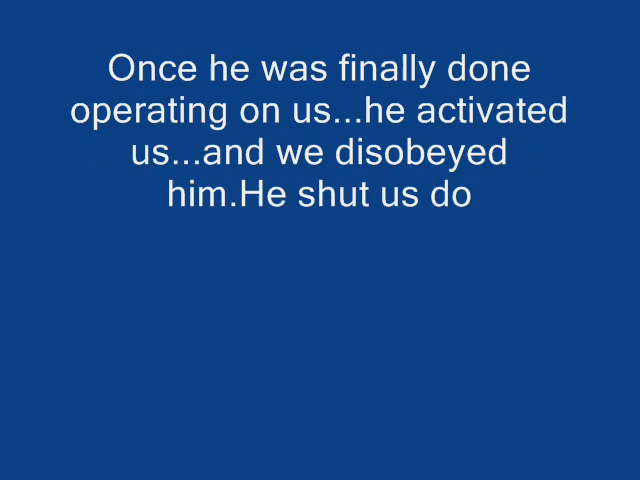 Once he was finally done
operating on us...he activated
us...and we disobeyed
him.He shut us do